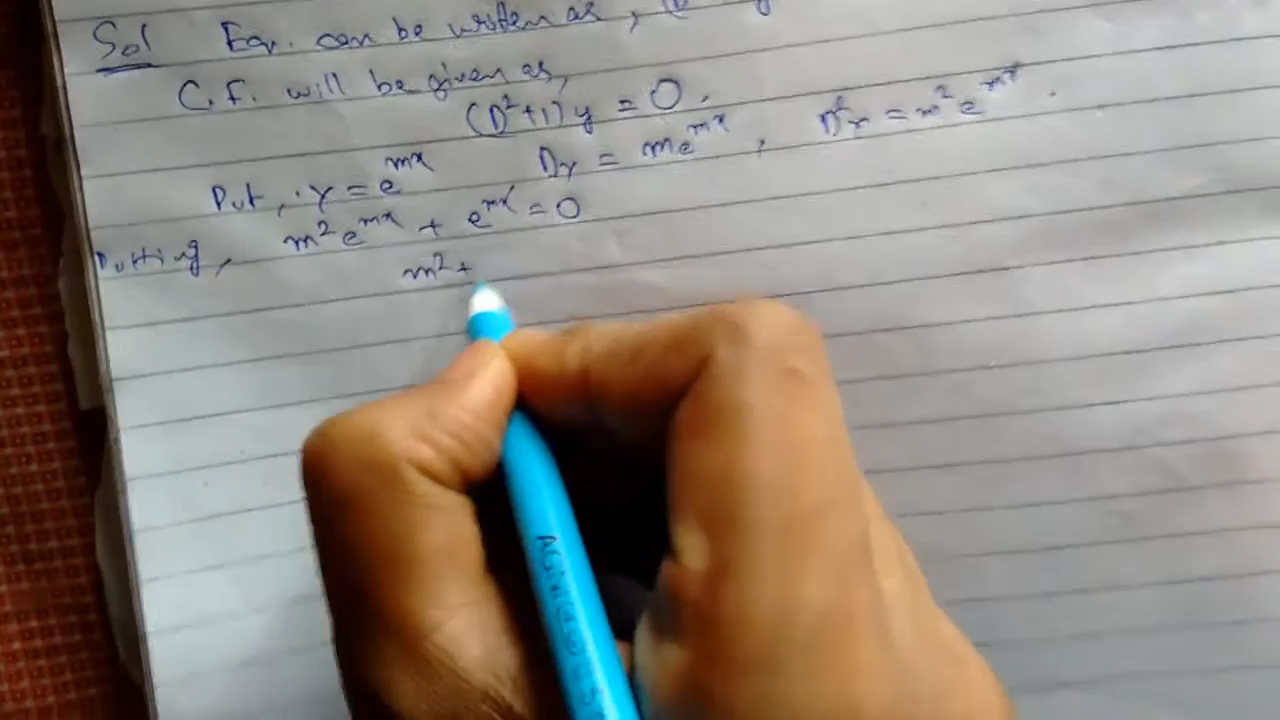 Sol Eqn. can be written as, (D
C.F. will be given as,
(D²+1)y = 0.
Put, y = e^{mx} Dy = me^{mx}, D²y = m²e^{mx}.
Putting, m²e^{mx} + e^{mx} = 0
m² +